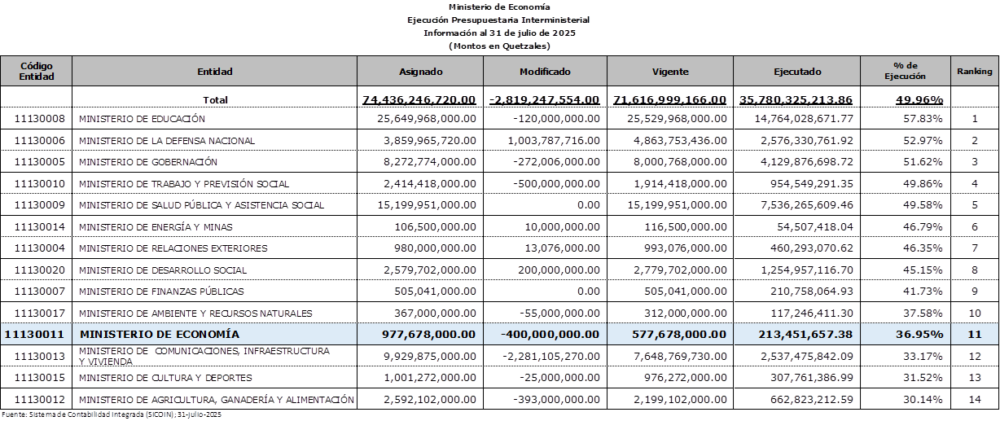 Ministerio de Economía
Ejecución Presupuestaria Interministerial
Información al 31 de julio de 2025
(Montos en Quetzales)
Código Entidad Entidad Asignado Modificado Vigente Ejecutado % de Ejecución Ranking
Total 74,436,246,720.00 -2,819,247,554.00 71,616,999,166.00 35,780,325,213.86 49.96%
11130008 MINISTERIO DE EDUCACIÓN 25,649,968,000.00 -120,000,000.00 25,529,968,000.00 14,764,028,671.77 57.83% 1
11130006 MINISTERIO DE LA DEFENSA NACIONAL 3,859,965,720.00 1,003,787,716.00 4,863,753,436.00 2,576,330,761.92 52.97% 2
11130005 MINISTERIO DE GOBERNACIÓN 8,272,774,000.00 -272,006,000.00 8,000,768,000.00 4,129,876,698.72 51.62% 3
11130010 MINISTERIO DE TRABAJO Y PREVISIÓN SOCIAL 2,414,418,000.00 -500,000,000.00 1,914,418,000.00 954,549,291.35 49.86% 4
11130009 MINISTERIO DE SALUD PÚBLICA Y ASISTENCIA SOCIAL 15,199,951,000.00 0.00 15,199,951,000.00 7,536,265,609.46 49.58% 5
11130014 MINISTERIO DE ENERGÍA Y MINAS 106,500,000.00 10,000,000.00 116,500,000.00 54,507,418.04 46.79% 6
11130004 MINISTERIO DE RELACIONES EXTERIORES 980,000,000.00 13,076,000.00 993,076,000.00 460,293,070.62 46.35% 7
11130020 MINISTERIO DE DESARROLLO SOCIAL 2,579,702,000.00 200,000,000.00 2,779,702,000.00 1,254,957,116.70 45.15% 8
11130007 MINISTERIO DE FINANZAS PÚBLICAS 505,041,000.00 0.00 505,041,000.00 210,758,064.93 41.73% 9
11130017 MINISTERIO DE AMBIENTE Y RECURSOS NATURALES 367,000,000.00 -55,000,000.00 312,000,000.00 117,246,411.30 37.58% 10
11130011 MINISTERIO DE ECONOMÍA 977,678,000.00 -400,000,000.00 577,678,000.00 213,451,657.38 36.95% 11
11130013 MINISTERIO DE COMUNICACIONES, INFRAESTRUCTURA Y VIVIENDA 9,929,875,000.00 -2,281,105,270.00 7,648,769,730.00 2,537,475,842.09 33.17% 12
11130015 MINISTERIO DE CULTURA Y DEPORTES 1,001,272,000.00 -25,000,000.00 976,272,000.00 307,761,386.99 31.52% 13
11130012 MINISTERIO DE AGRICULTURA, GANADERÍA Y ALIMENTACIÓN 2,592,102,000.00 -393,000,000.00 2,199,102,000.00 662,823,212.59 30.14% 14
Fuente: Sistema de Contabilidad Integrada (SICOIN); 31-julio-2025